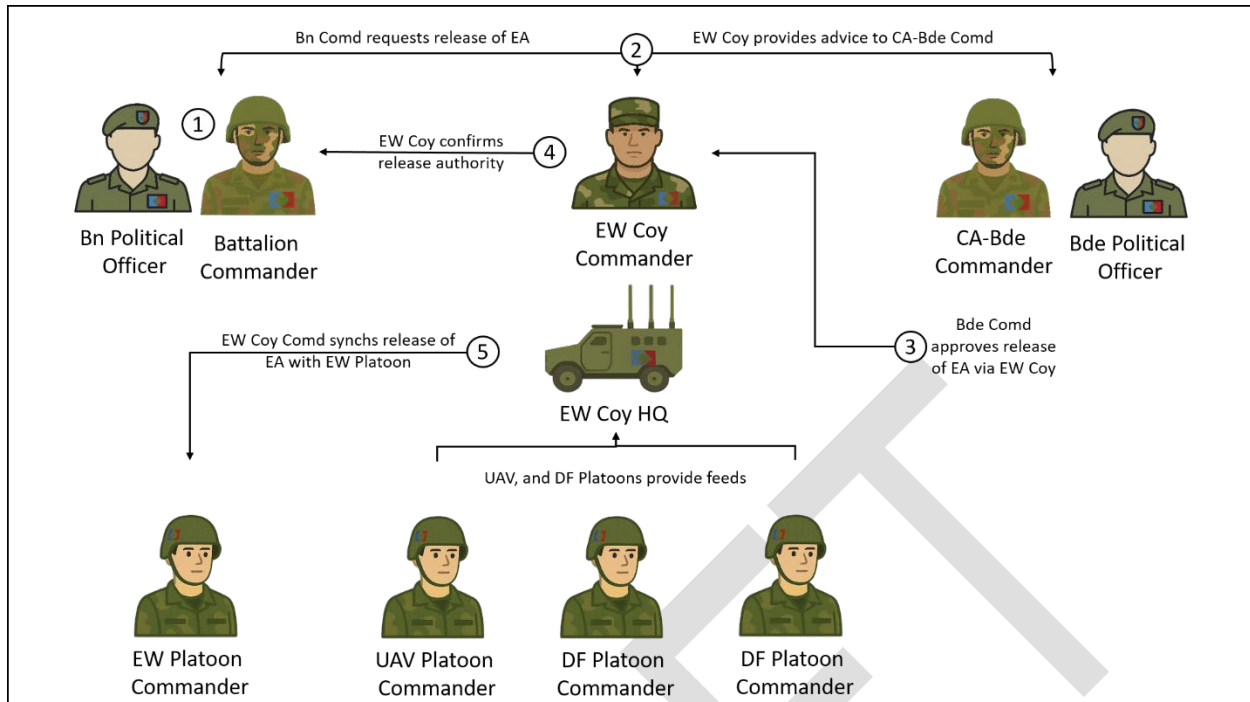 Bn Comd requests release of EA
2
EW Coy provides advice to CA-Bde Comd
1
EW Coy confirms
release authority
4
Bn Political
Officer
Battalion
Commander
EW Coy
Commander
CA-Bde
Commander
Bde Political
Officer
EW Coy Comd synchs release of
EA with EW Platoon
5
Bde Comd
approves release
of EA via EW Coy
3
EW Coy HQ
UAV, and DF Platoons provide feeds
EW Platoon
Commander
UAV Platoon
Commander
DF Platoon
Commander
DF Platoon
Commander